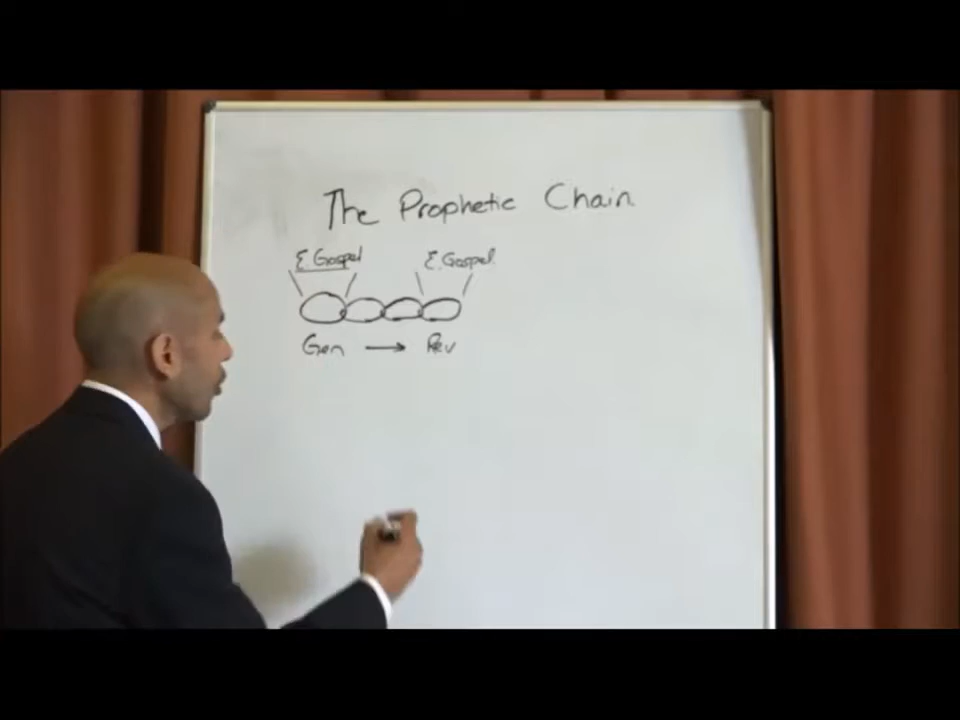 The Prophetic Chain
E. Gospel E. Gospel
Gen → Rev